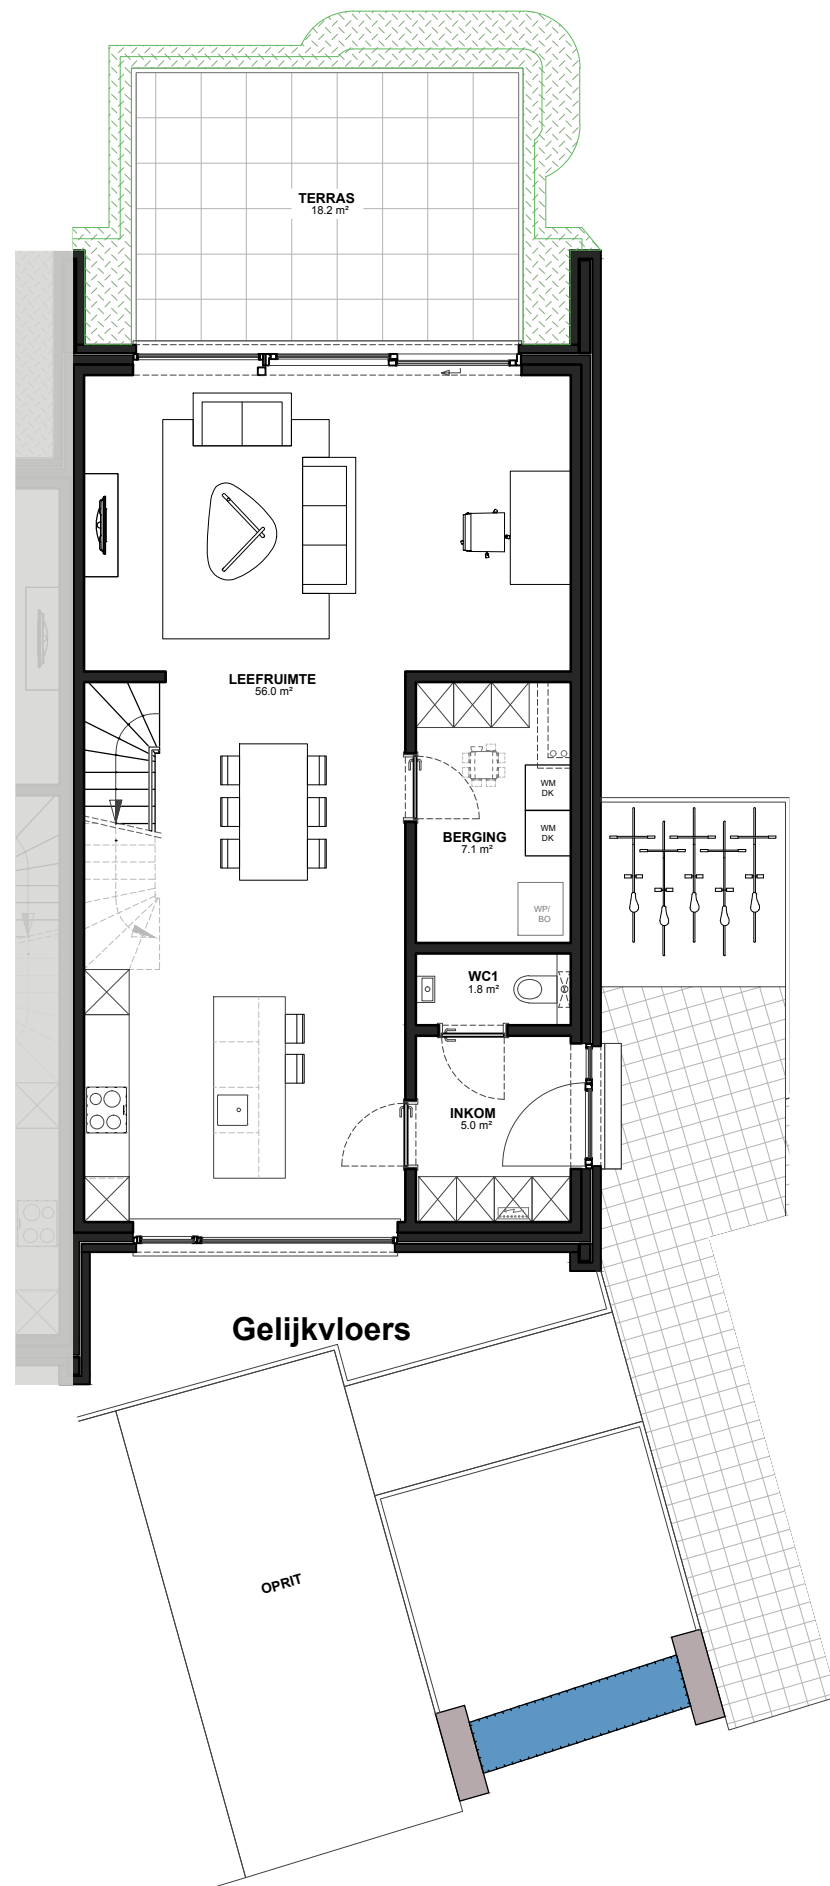 TERRAS
18.2 m²
LEEFRUIMTE
56.0 m²
WM
DK
WM
DK
BERGING
7.1 m²
WP/
BO
WC1
1.8 m²
INKOM
5.0 m²
Gelijkvloers
OPRIT